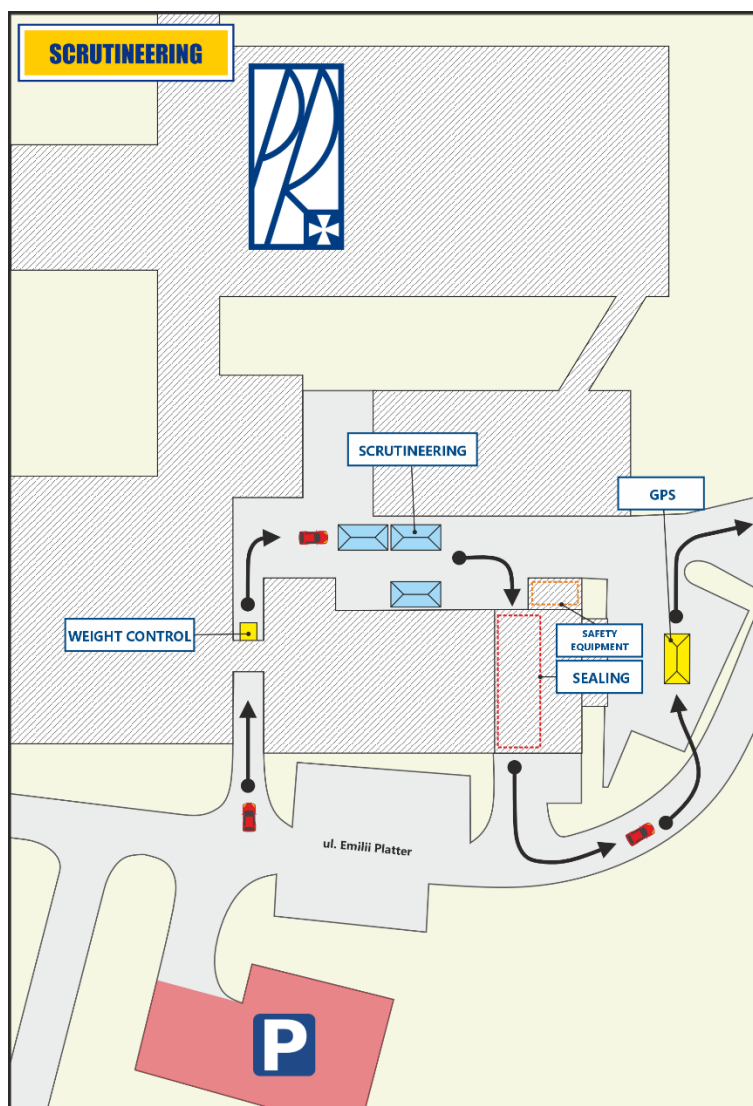 SCRUTINEERING
SCRUTINEERING
GPS
WEIGHT CONTROL
SAFETY
EQUIPMENT
SEALING
ul. Emilii Platter
P